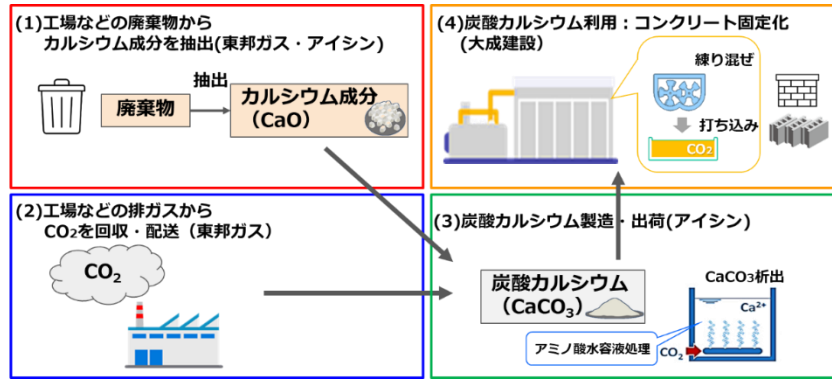 (1)工場などの廃棄物から
カルシウム成分を抽出(東邦ガス・アイシン)
抽出
廃棄物
カルシウム成分
(CaO)
(4)炭酸カルシウム利用：コンクリート固定化
(大成建設)
練り混ぜ
打ち込み
CO₂
(2)工場などの排ガスから
CO₂を回収・配送（東邦ガス）
CO₂
(3)炭酸カルシウム製造・出荷(アイシン)
炭酸カルシウム
(CaCO₃)
CaCO₃析出
Ca²⁺
アミノ酸水容液処理
CO₂